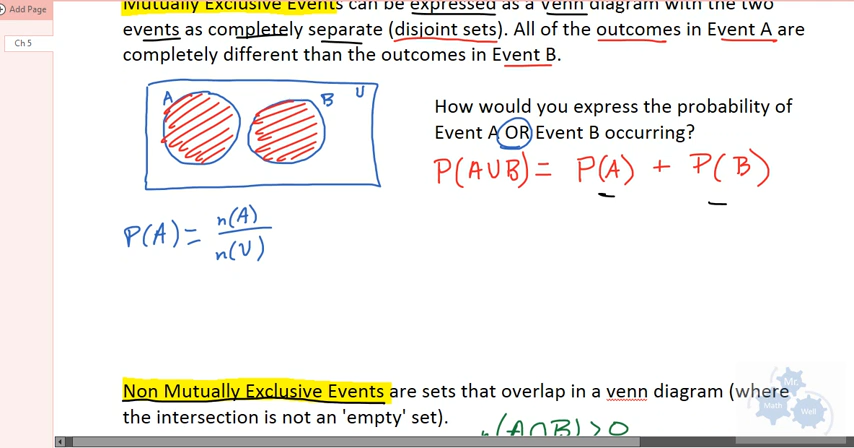 Add Page
Ch 5
Mutually Exclusive Events can be expressed as a venn diagram with the two
events as completely separate (disjoint sets). All of the outcomes in Event A are
completely different than the outcomes in Event B.
A B U
How would you express the probability of
Event A OR Event B occurring?
P(A∪B) = P(A) + P(B)
P(A) = n(A)
n(U)
Non Mutually Exclusive Events are sets that overlap in a venn diagram (where
the intersection is not an 'empty' set).
n(A∩B) > 0
Mr.
Math
Well